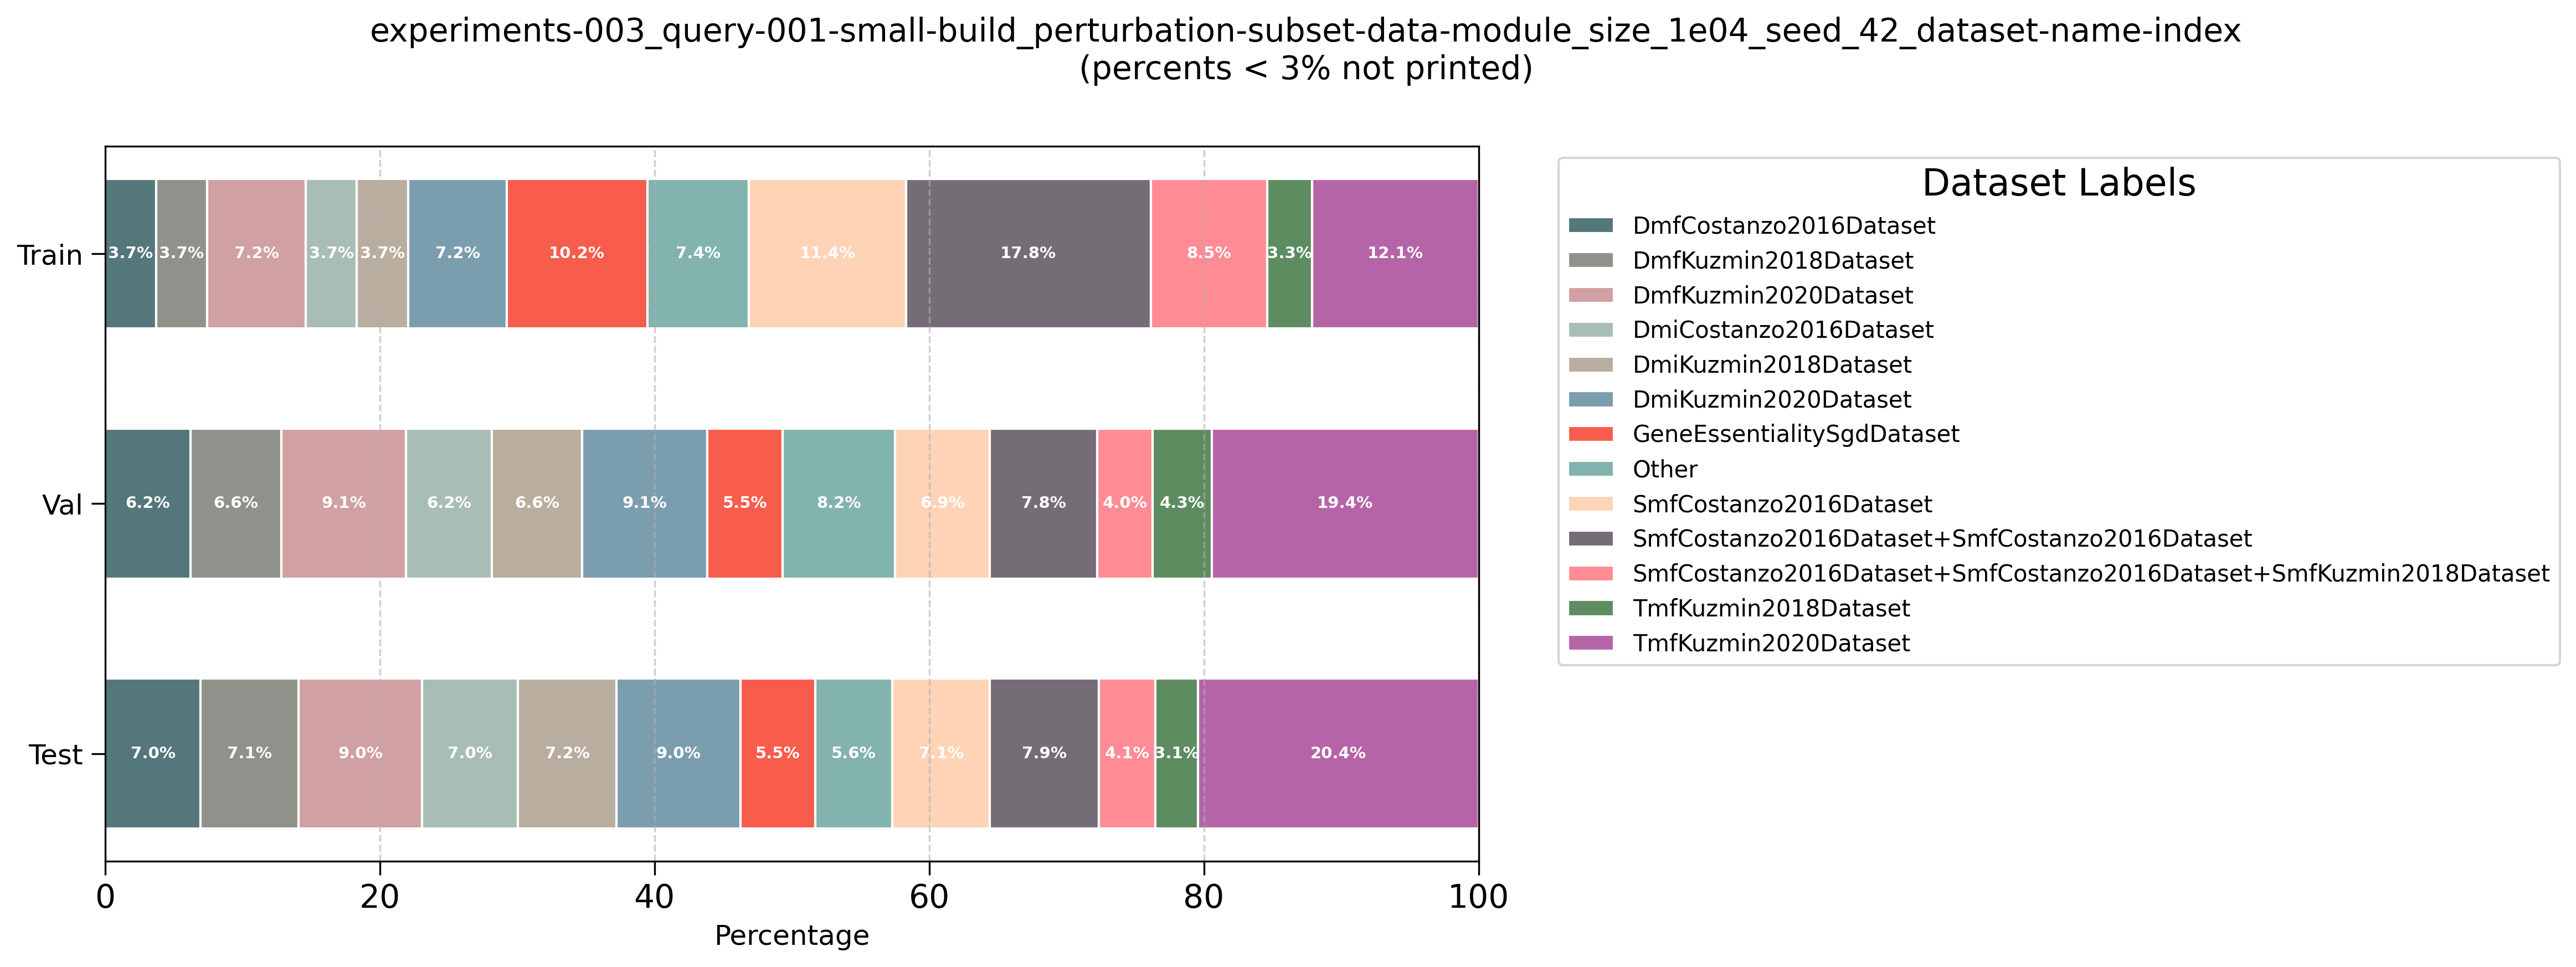 experiments-003_query-001-small-build_perturbation-subset-data-module_size_1e04_seed_42_dataset-name-index
(percents < 3% not printed)
Train
3.7% 3.7% 7.2% 3.7% 3.7% 7.2% 10.2% 7.4% 11.4% 17.8% 8.5% 3.3% 12.1%
Val
6.2% 6.6% 9.1% 6.2% 6.6% 9.1% 5.5% 8.2% 6.9% 7.8% 4.0% 4.3% 19.4%
Test
7.0% 7.1% 9.0% 7.0% 7.2% 9.0% 5.5% 5.6% 7.1% 7.9% 4.1% 3.1% 20.4%
0 20 40 60 80 100
Percentage
Dataset Labels
DmfCostanzo2016Dataset
DmfKuzmin2018Dataset
DmfKuzmin2020Dataset
DmiCostanzo2016Dataset
DmiKuzmin2018Dataset
DmiKuzmin2020Dataset
GeneEssentialitySgdDataset
Other
SmfCostanzo2016Dataset
SmfCostanzo2016Dataset+SmfCostanzo2016Dataset
SmfCostanzo2016Dataset+SmfCostanzo2016Dataset+SmfKuzmin2018Dataset
TmfKuzmin2018Dataset
TmfKuzmin2020Dataset